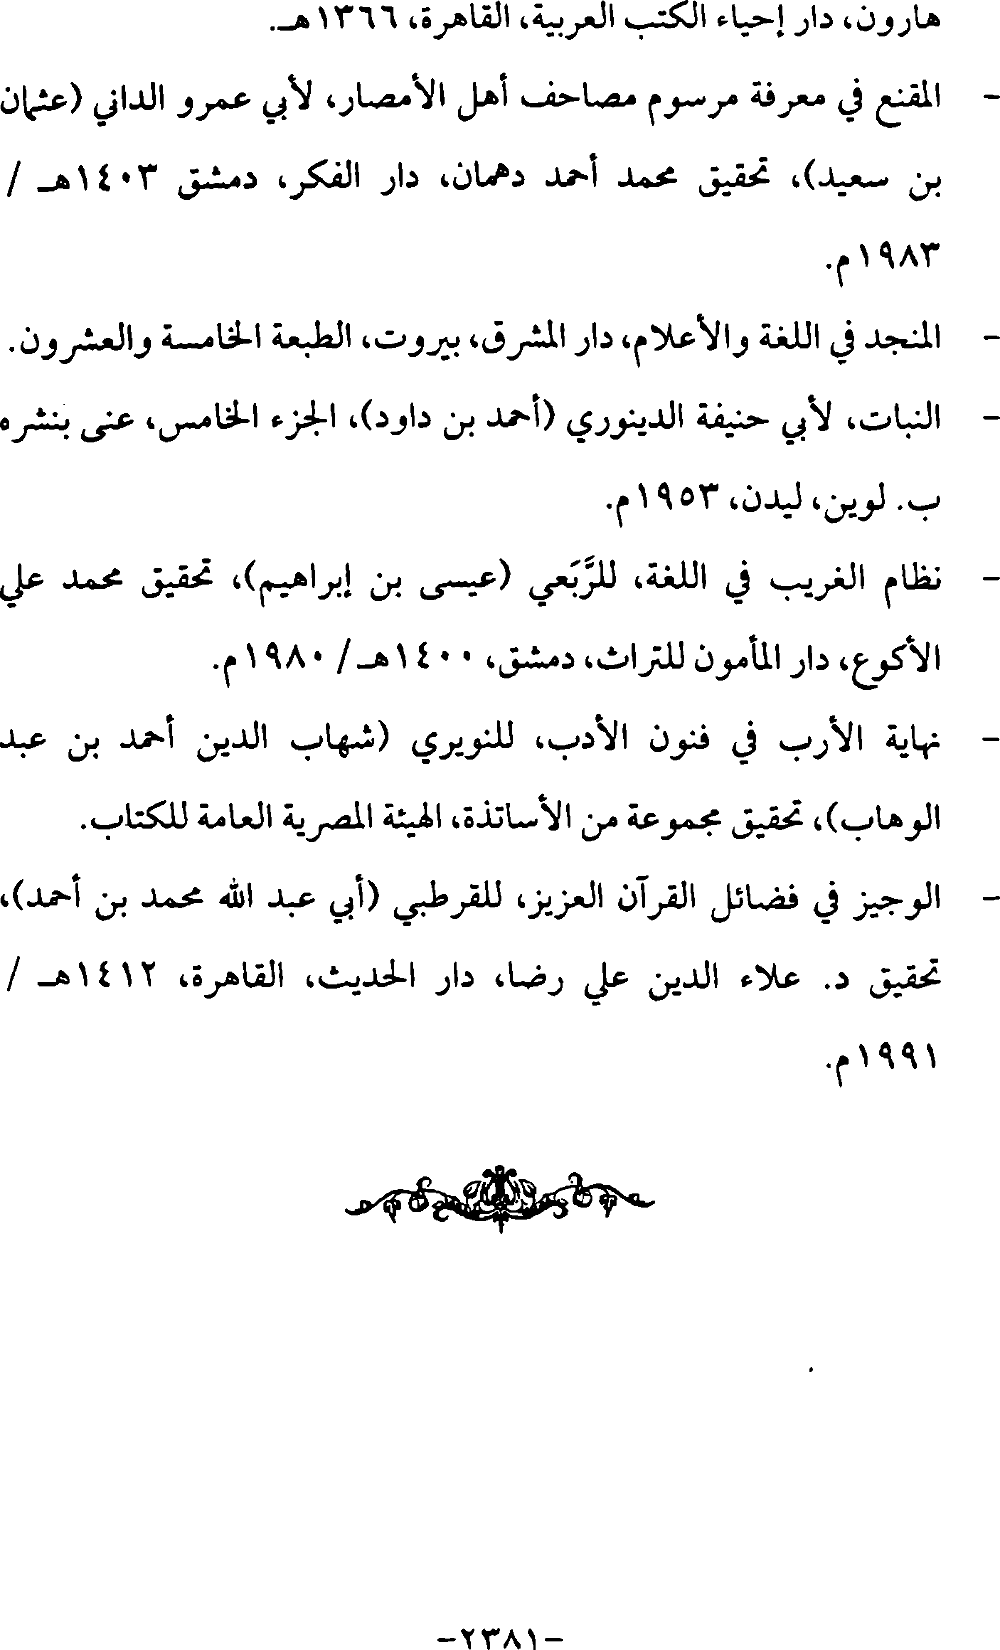 هارون، دار إحياء الكتب العربية، القاهرة، ١٣٦٦هـ.
- المقنع في معرفة مرسوم مصاحف أهل الأمصار، لأبي عمرو الداني (عثمان
بن سعيد)، تحقيق محمد أحمد دهمان، دار الفكر، دمشق ١٤٠٣هـ /
١٩٨٣م.
- المنجد في اللغة والأعلام، دار المشرق، بيروت، الطبعة الخامسة والعشرون.
- النبات، لأبي حنيفة الدينوري (أحمد بن داود)، الجزء الخامس، عنى بنشره
ب. لوين، ليدن، ١٩٥٣م.
- نظام الغريب في اللغة، للرَّبَعي (عيسى بن إبراهيم)، تحقيق محمد علي
الأكوع، دار المأمون للتراث، دمشق، ١٤٠٠هـ/ ١٩٨٠م.
- نهاية الأرب في فنون الأدب، للنويري (شهاب الدين أحمد بن عبد
الوهاب)، تحقيق مجموعة من الأساتذة، الهيئة المصرية العامة للكتاب.
- الوجيز في فضائل القرآن العزيز، للقرطبي (أبي عبد الله محمد بن أحمد)،
تحقيق د. علاء الدين علي رضا، دار الحديث، القاهرة، ١٤١٢هـ /
١٩٩١م.
-٢٣٨١-